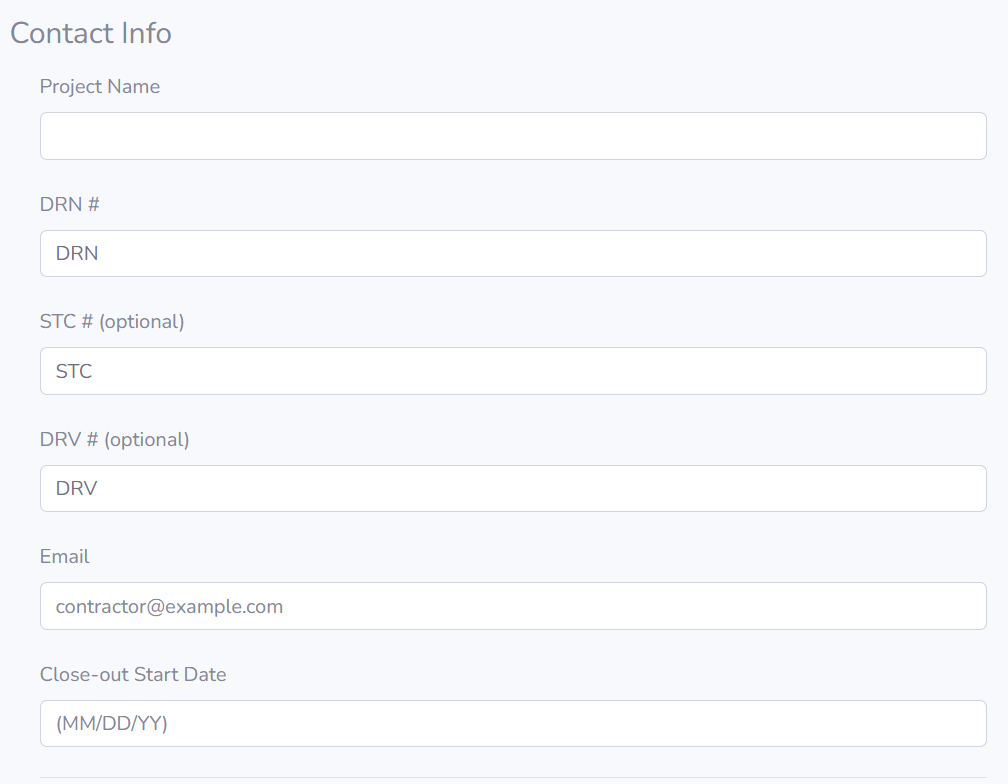 Contact Info
Project Name
DRN #
DRN
STC # (optional)
STC
DRV # (optional)
DRV
Email
contractor@example.com
Close-out Start Date
(MM/DD/YY)